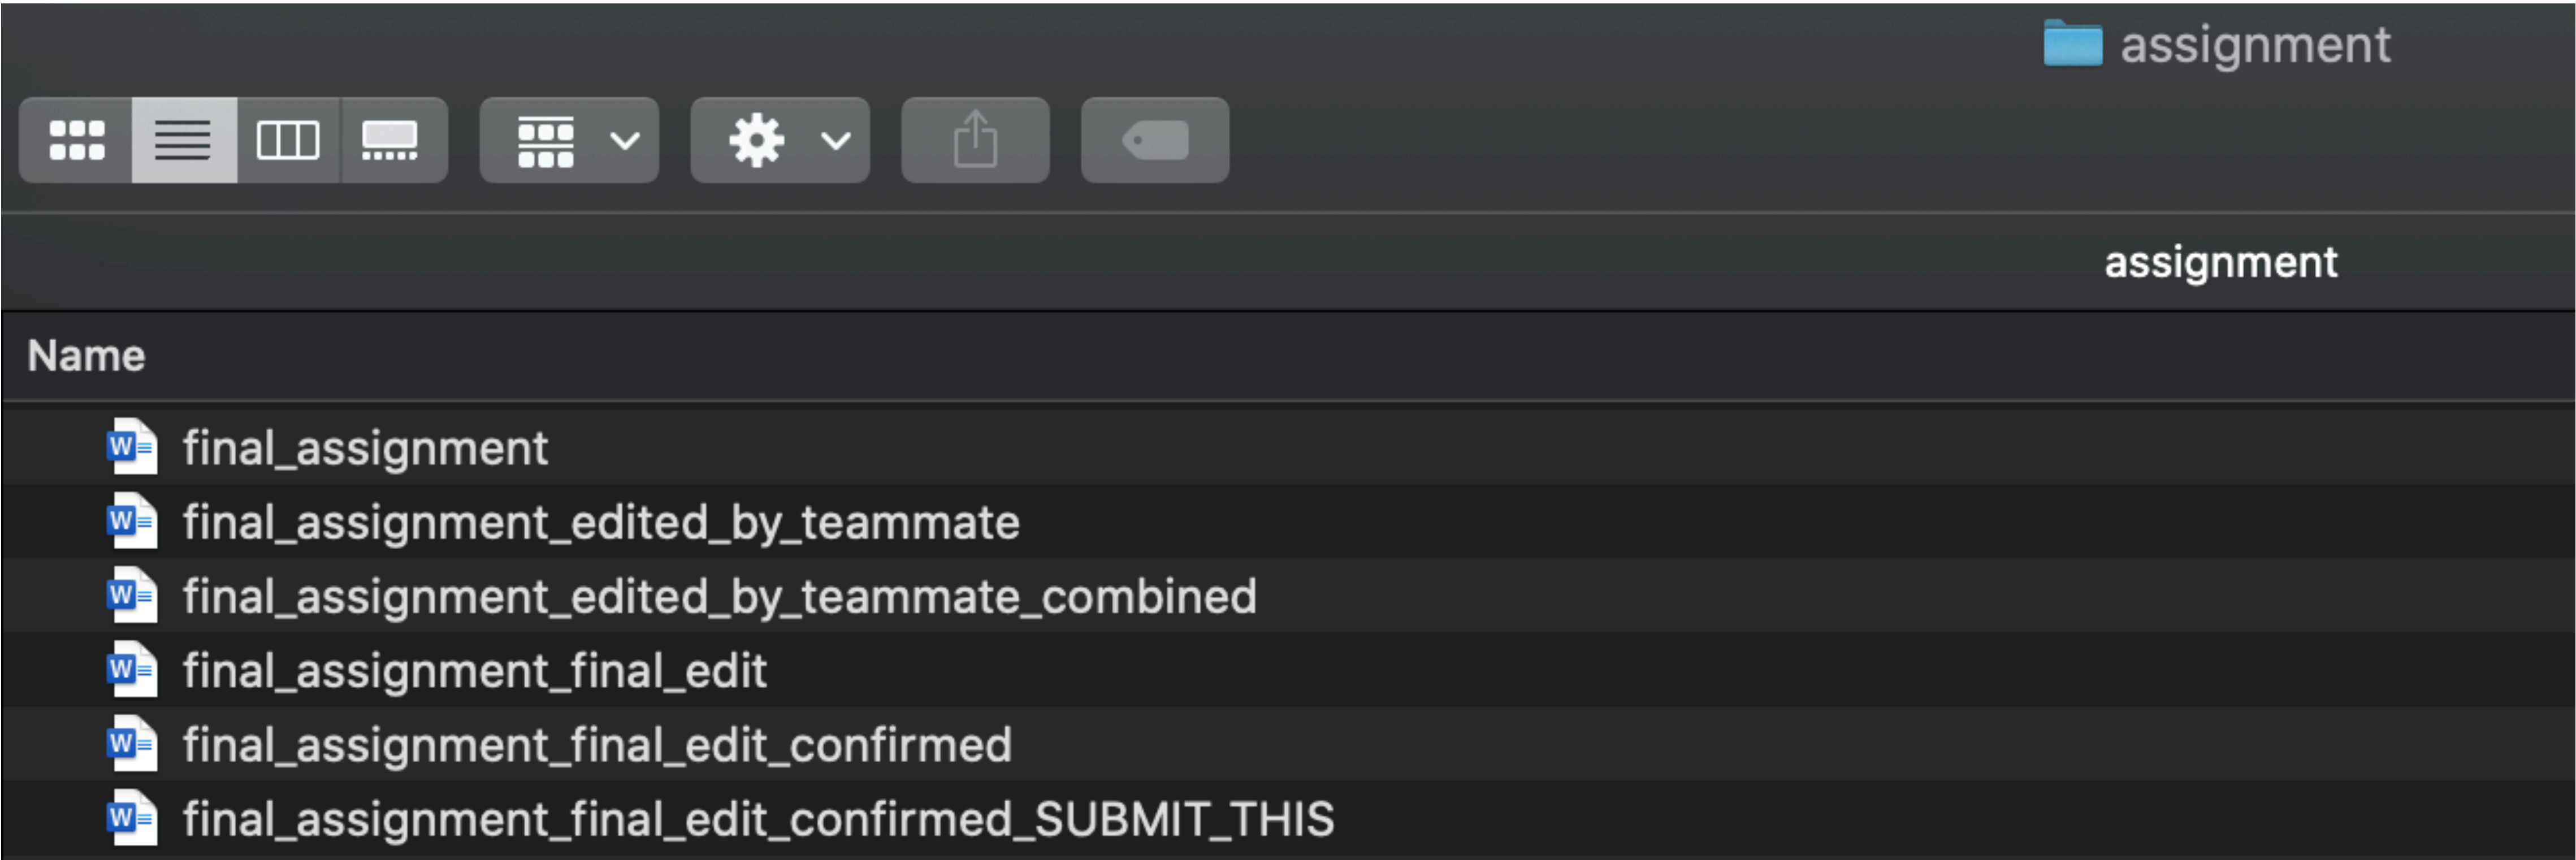 assignment
assignment
Name
W final_assignment
W final_assignment_edited_by_teammate
W final_assignment_edited_by_teammate_combined
W final_assignment_final_edit
W final_assignment_final_edit_confirmed
W final_assignment_final_edit_confirmed_SUBMIT_THIS